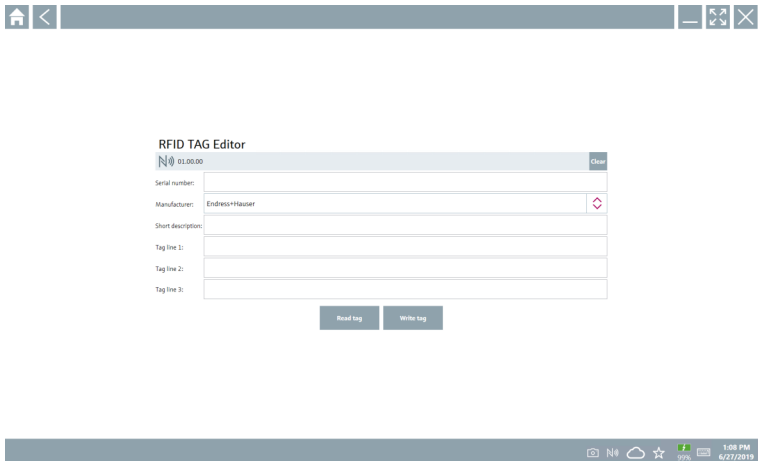 RFID TAG Editor
01.00.00 Clear
Serial number:
Manufacturer: Endress+Hauser
Short description:
Tag line 1:
Tag line 2:
Tag line 3:
Read tag Write tag
99% 1:08 PM
6/27/2019